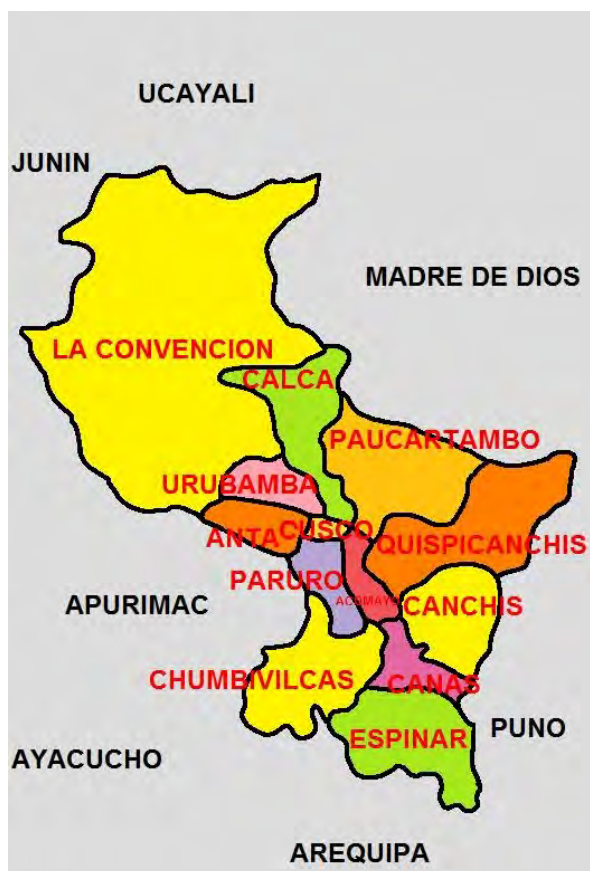 UCAYALI
JUNIN
MADRE DE DIOS
LA CONVENCION
CALCA
PAUCARTAMBO
URUBAMBA
ANTA
CUSCO
QUISPICANCHIS
PARURO
ACOMAYO
CANCHIS
APURIMAC
CHUMBIVILCAS
CANAS
ESPINAR
PUNO
AYACUCHO
AREQUIPA